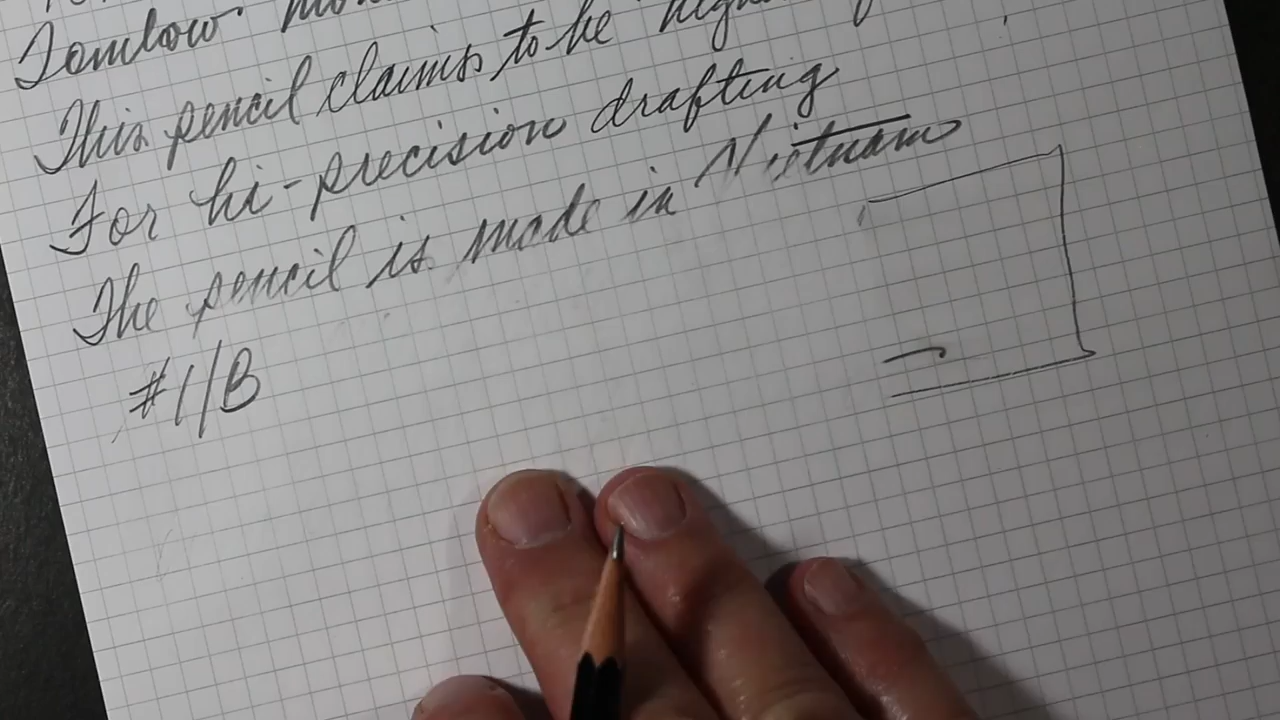 Tombow
This pencil claims to be
For hi-precision drafting
The pencil is made in Vietnam
#1/B